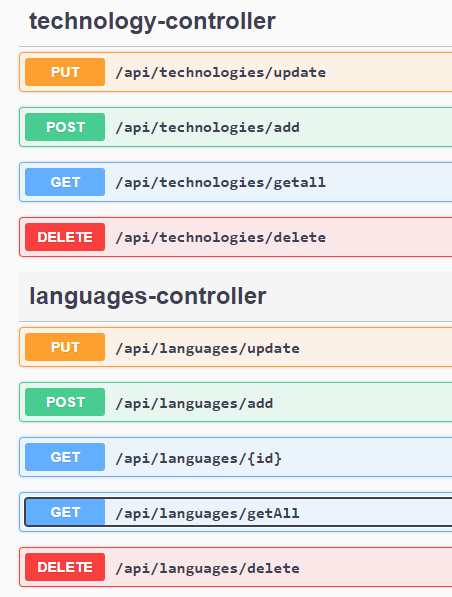 technology-controller
PUT /api/technologies/update
POST /api/technologies/add
GET /api/technologies/getall
DELETE /api/technologies/delete
languages-controller
PUT /api/languages/update
POST /api/languages/add
GET /api/languages/{id}
GET /api/languages/getAll
DELETE /api/languages/delete